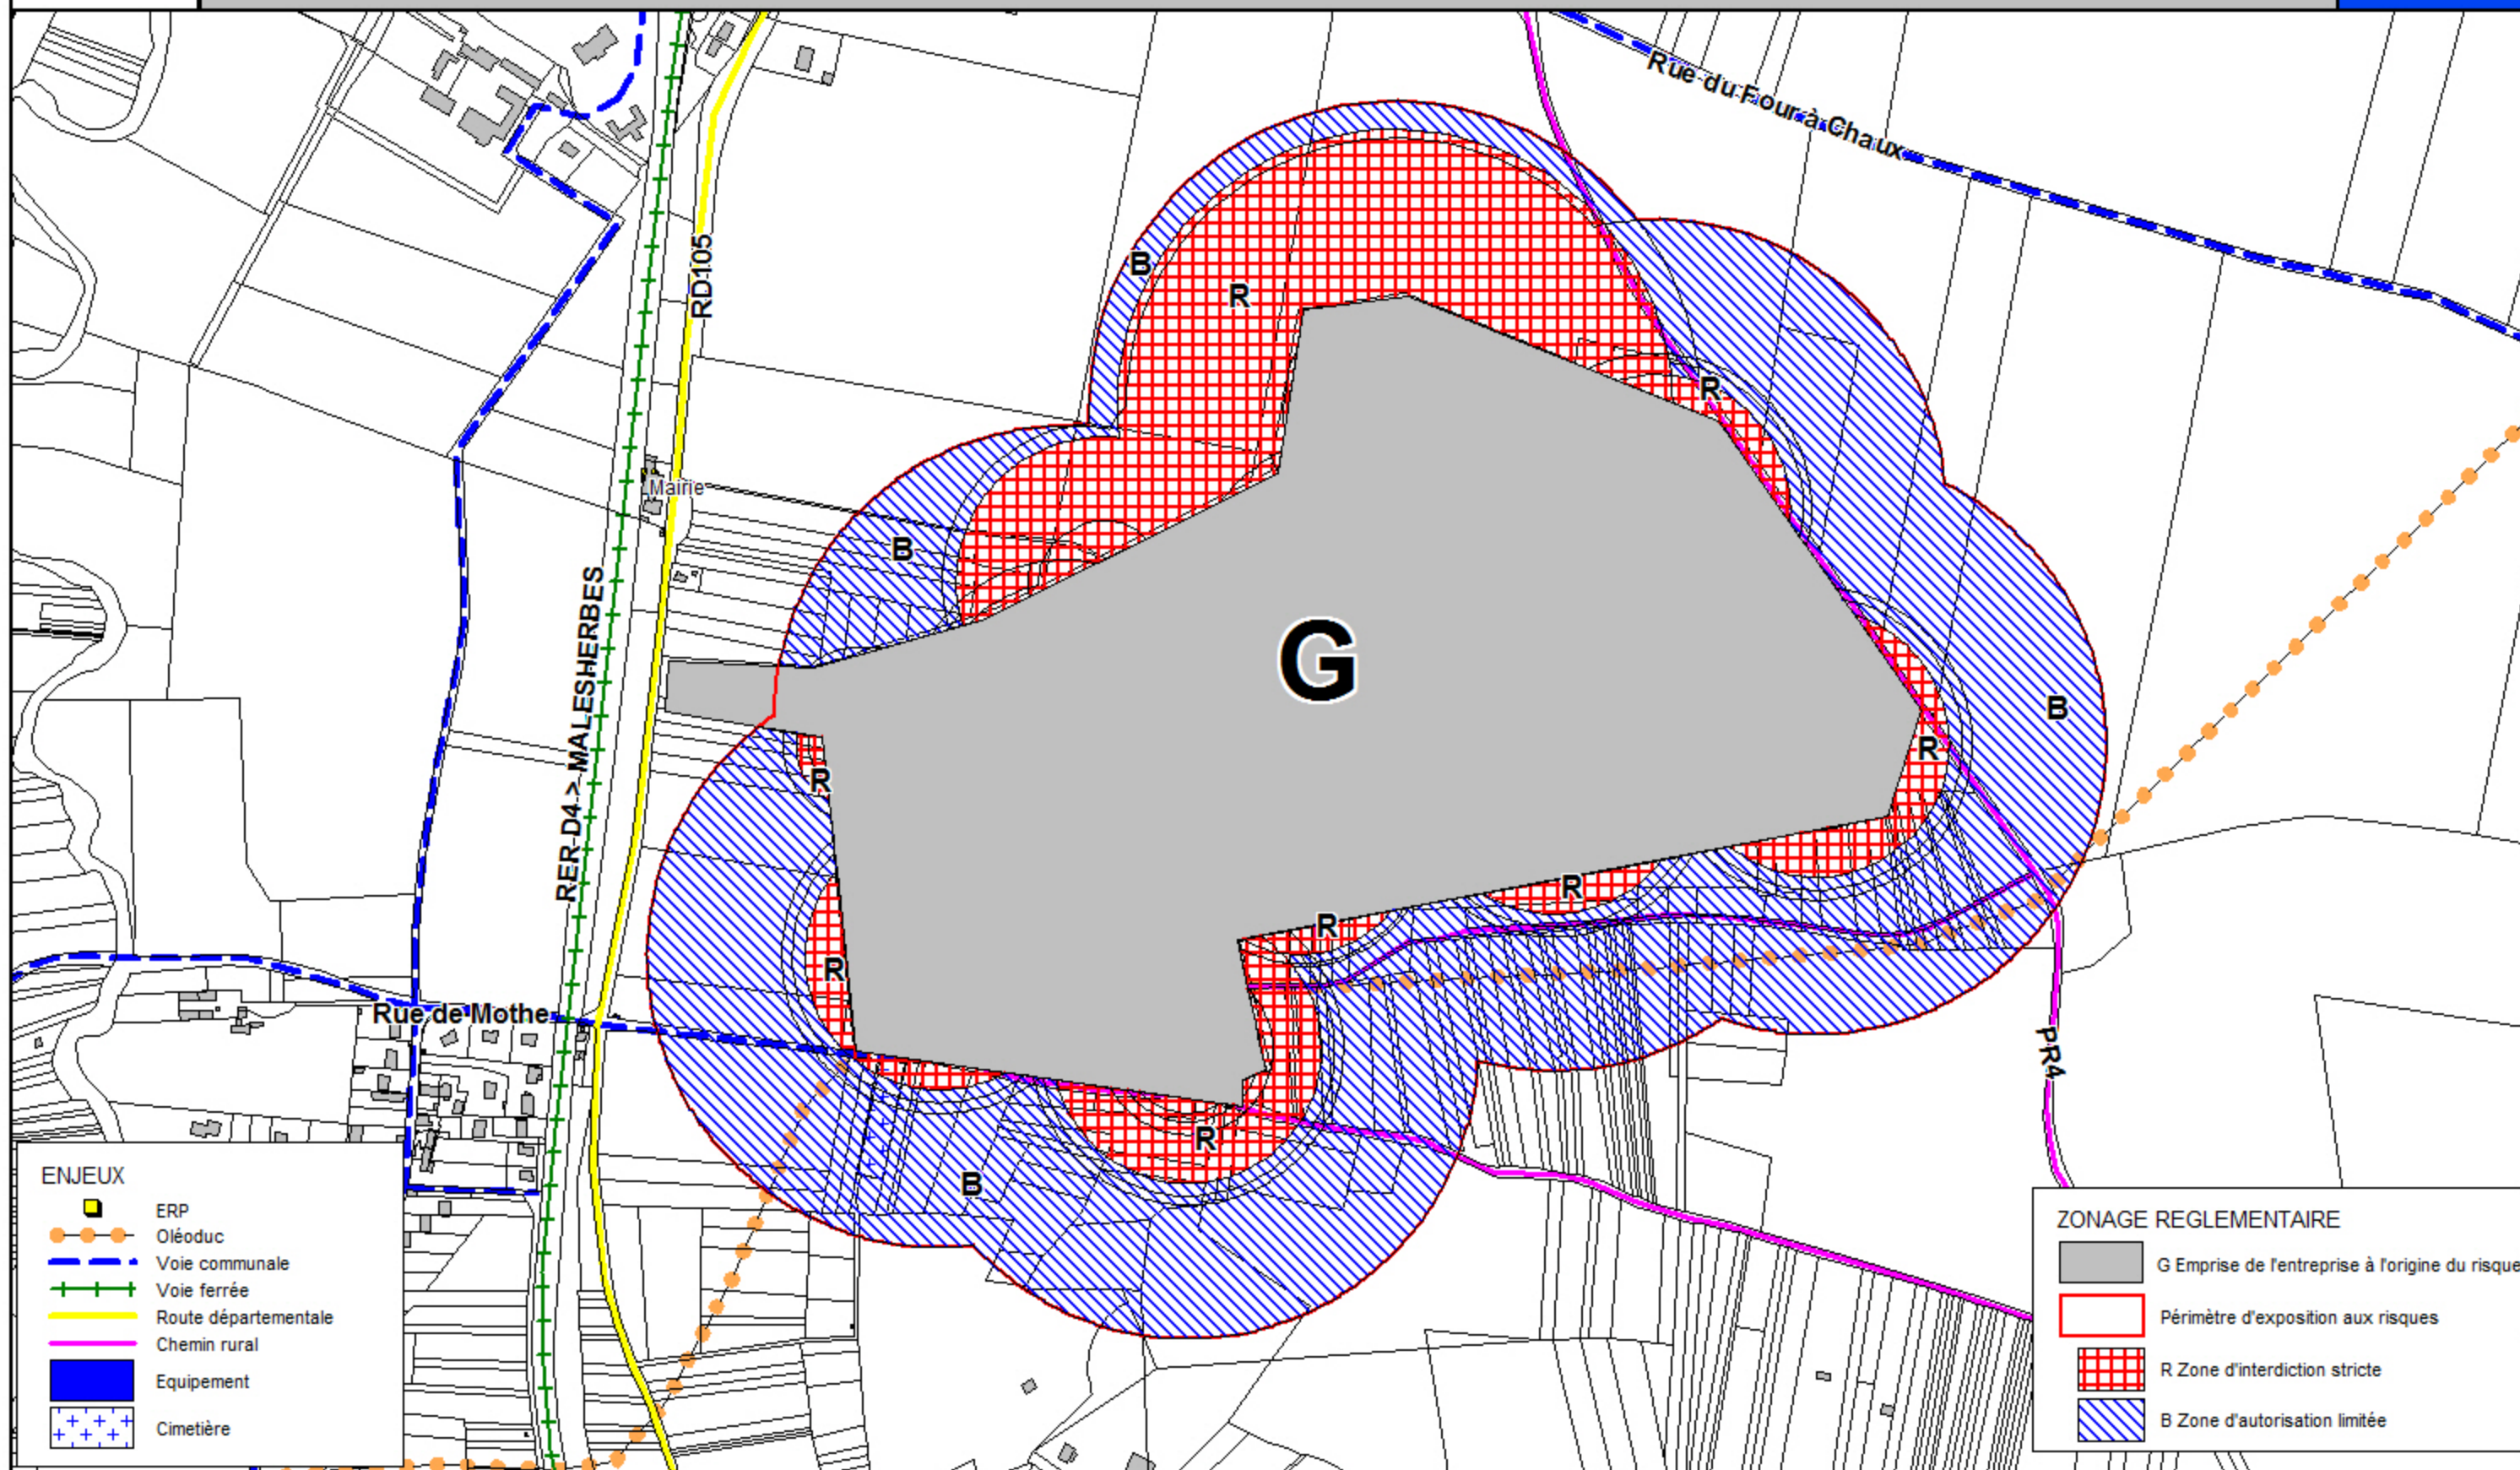 Rue du Four à Chaux
B
R
RD105
R
Mairie
B
RER-D4-> MALESHERBES
G
B
R
R
R
R
R
Rue de Mothe
PR4
R
B
ENJEUX
ERP
Oléoduc
Voie communale
Voie ferrée
Route départementale
Chemin rural
Equipement
Cimetière
ZONAGE REGLEMENTAIRE
G Emprise de l'entreprise à l'origine du risque
Périmètre d'exposition aux risques
R Zone d'interdiction stricte
B Zone d'autorisation limitée